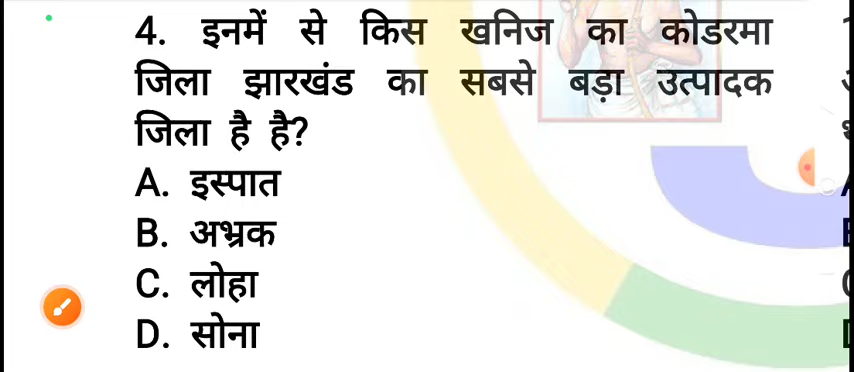 4. इनमें से किस खनिज का कोडरमा
जिला झारखंड का सबसे बड़ा उत्पादक
जिला है है?
A. इस्पात
B. अभ्रक
C. लोहा
D. सोना